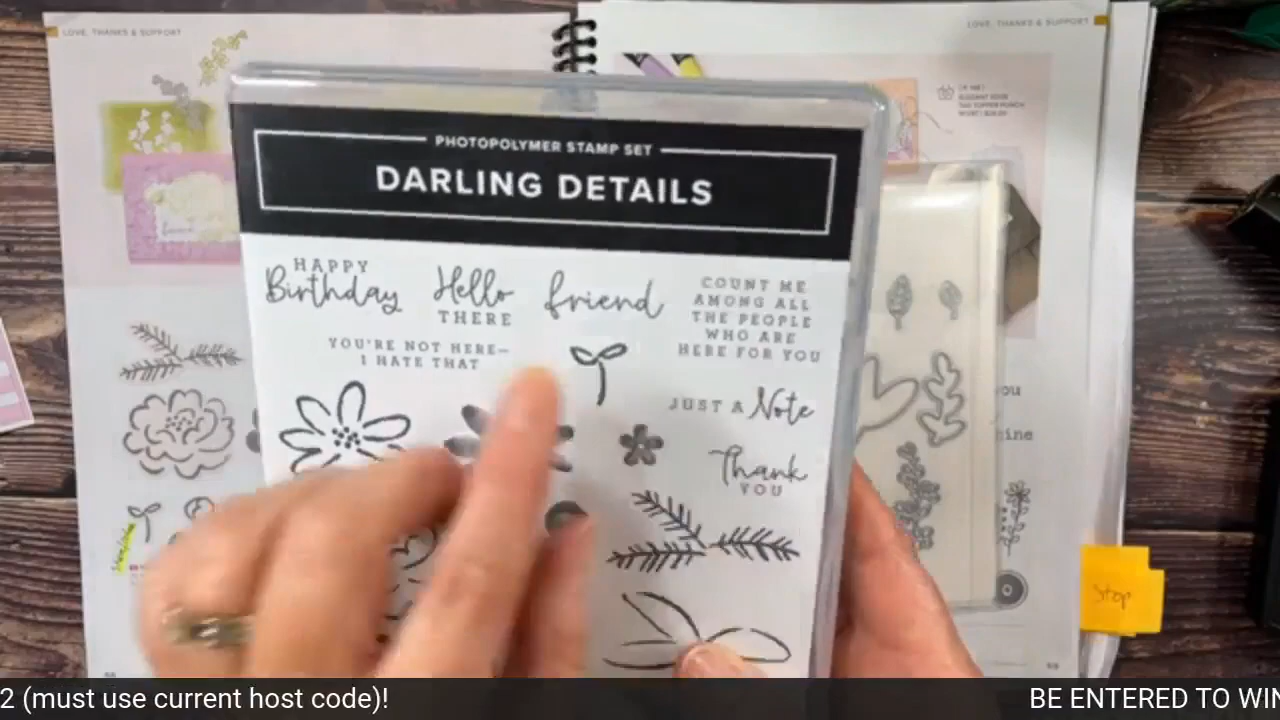 LOVE, THANKS & SUPPORT
LOVE, THANKS & SUPPORT
PHOTOPOLYMER STAMP SET
DARLING DETAILS
HAPPY
Birthday
Hello
THERE
friend
COUNT ME
AMONG ALL
THE PEOPLE
WHO ARE
HERE FOR YOU
YOU'RE NOT HERE—
I HATE THAT
JUST A Note
Thank
YOU
Stop
2 (must use current host code)!
BE ENTERED TO WIN